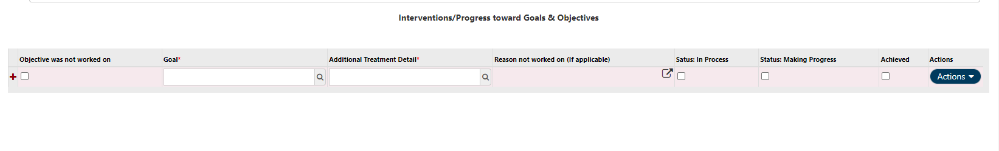 Interventions/Progress toward Goals & Objectives
Objective was not worked on Goal* Additional Treatment Detail* Reason not worked on (If applicable) Satus: In Process Status: Making Progress Achieved Actions
Actions